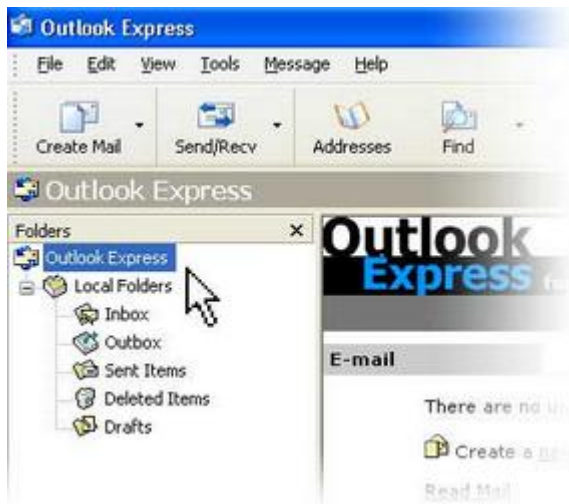 Outlook Express
File Edit View Tools Message Help
Create Mail Send/Recv Addresses Find
Outlook Express
Folders
Outlook Express
Local Folders
Inbox
Outbox
Sent Items
Deleted Items
Drafts
Outlook
Express
E-mail
There are no
Create a
Read Mail